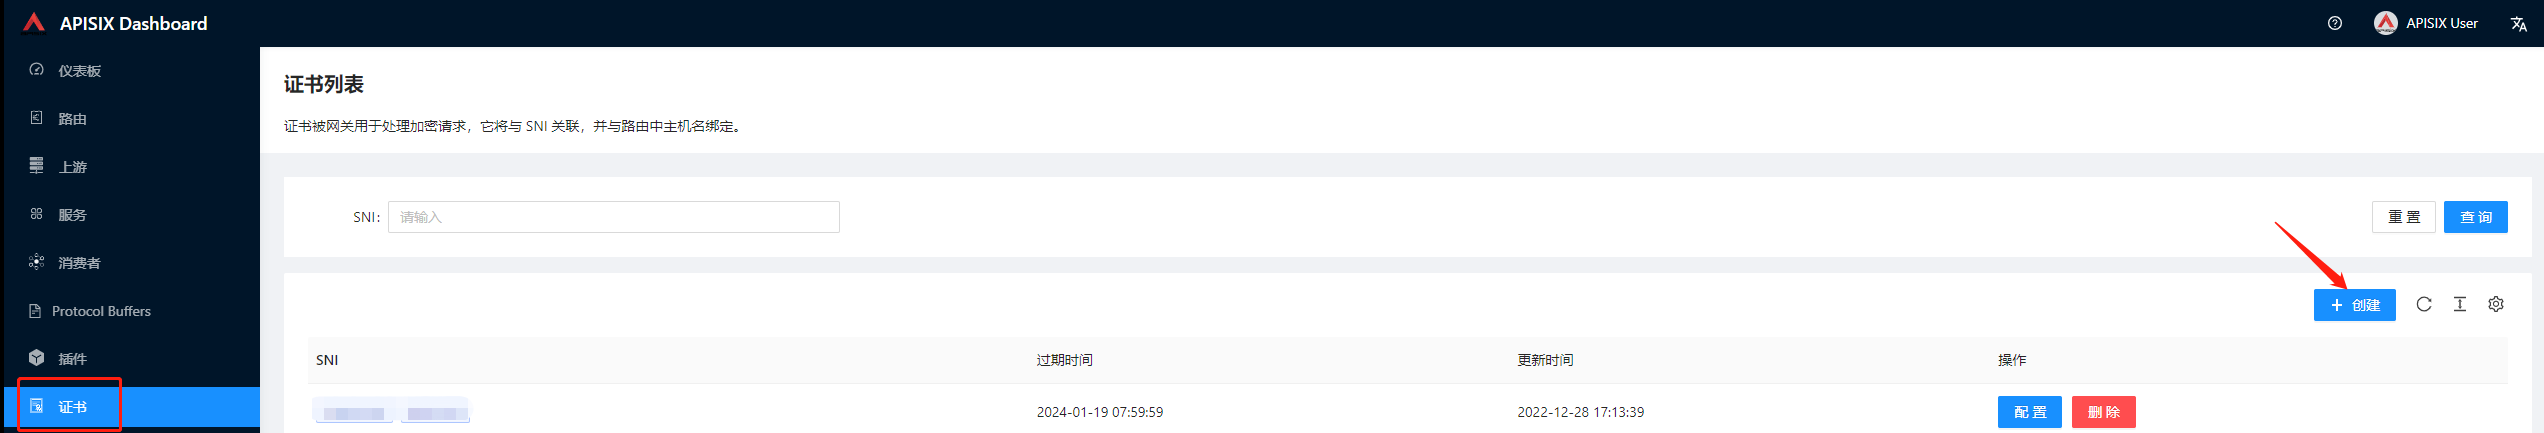 APISIX Dashboard
APISIX User
仪表板
路由
上游
服务
消费者
Protocol Buffers
插件
证书
证书列表
证书被网关用于处理加密请求，它将与 SNI 关联，并与路由中主机名绑定。
SNI: 请输入
重置 查询
+ 创建
SNI 过期时间 更新时间 操作
2024-01-19 07:59:59 2022-12-28 17:13:39 配置 删除